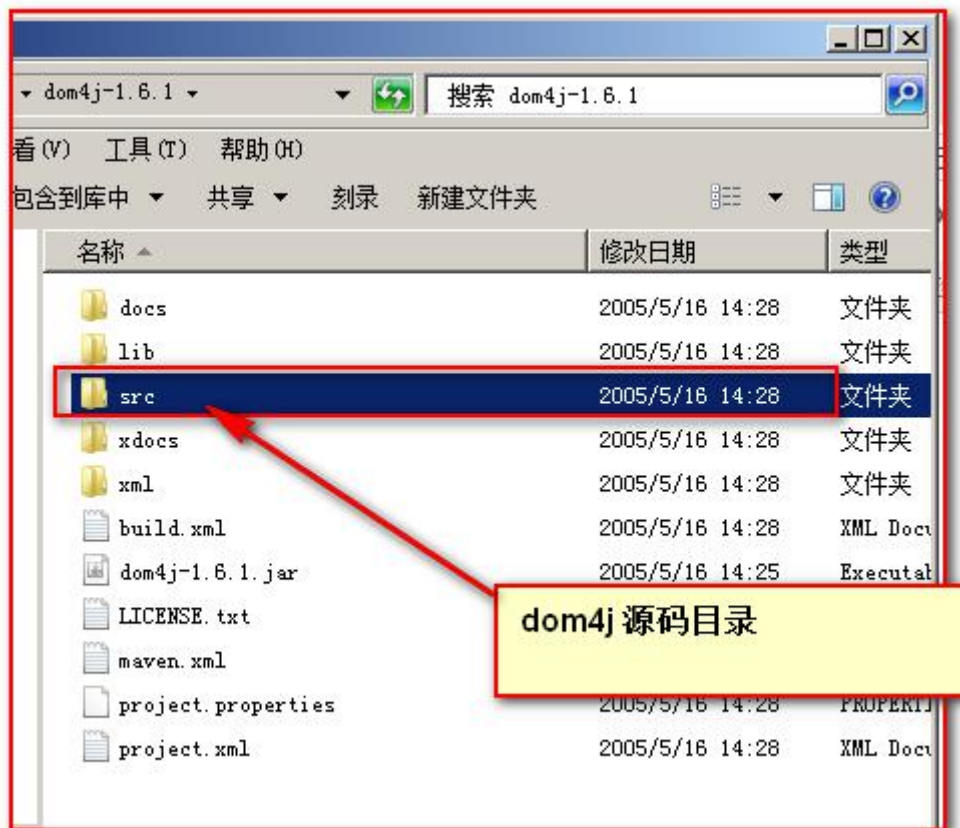 dom4j-1.6.1 搜索 dom4j-1.6.1
看(V) 工具(T) 帮助(H)
包含到库中 共享 刻录 新建文件夹
名称 修改日期 类型
docs 2005/5/16 14:28 文件夹
lib 2005/5/16 14:28 文件夹
src 2005/5/16 14:28 文件夹
xdocs 2005/5/16 14:28 文件夹
xml 2005/5/16 14:28 文件夹
build.xml 2005/5/16 14:28 XML Docu
dom4j-1.6.1.jar 2005/5/16 14:25 Executab
LICENSE.txt
dom4j 源码目录
maven.xml
project.properties 2005/5/16 14:28 PROPERTI
project.xml 2005/5/16 14:28 XML Docu